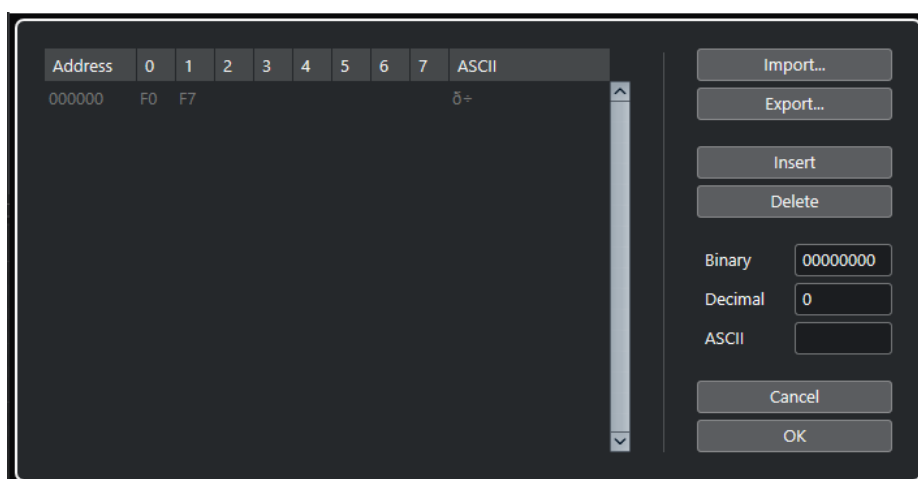 Address 0 1 2 3 4 5 6 7 ASCII
000000 F0 F7 ð÷
Import...
Export...
Insert
Delete
Binary 00000000
Decimal 0
ASCII
Cancel
OK